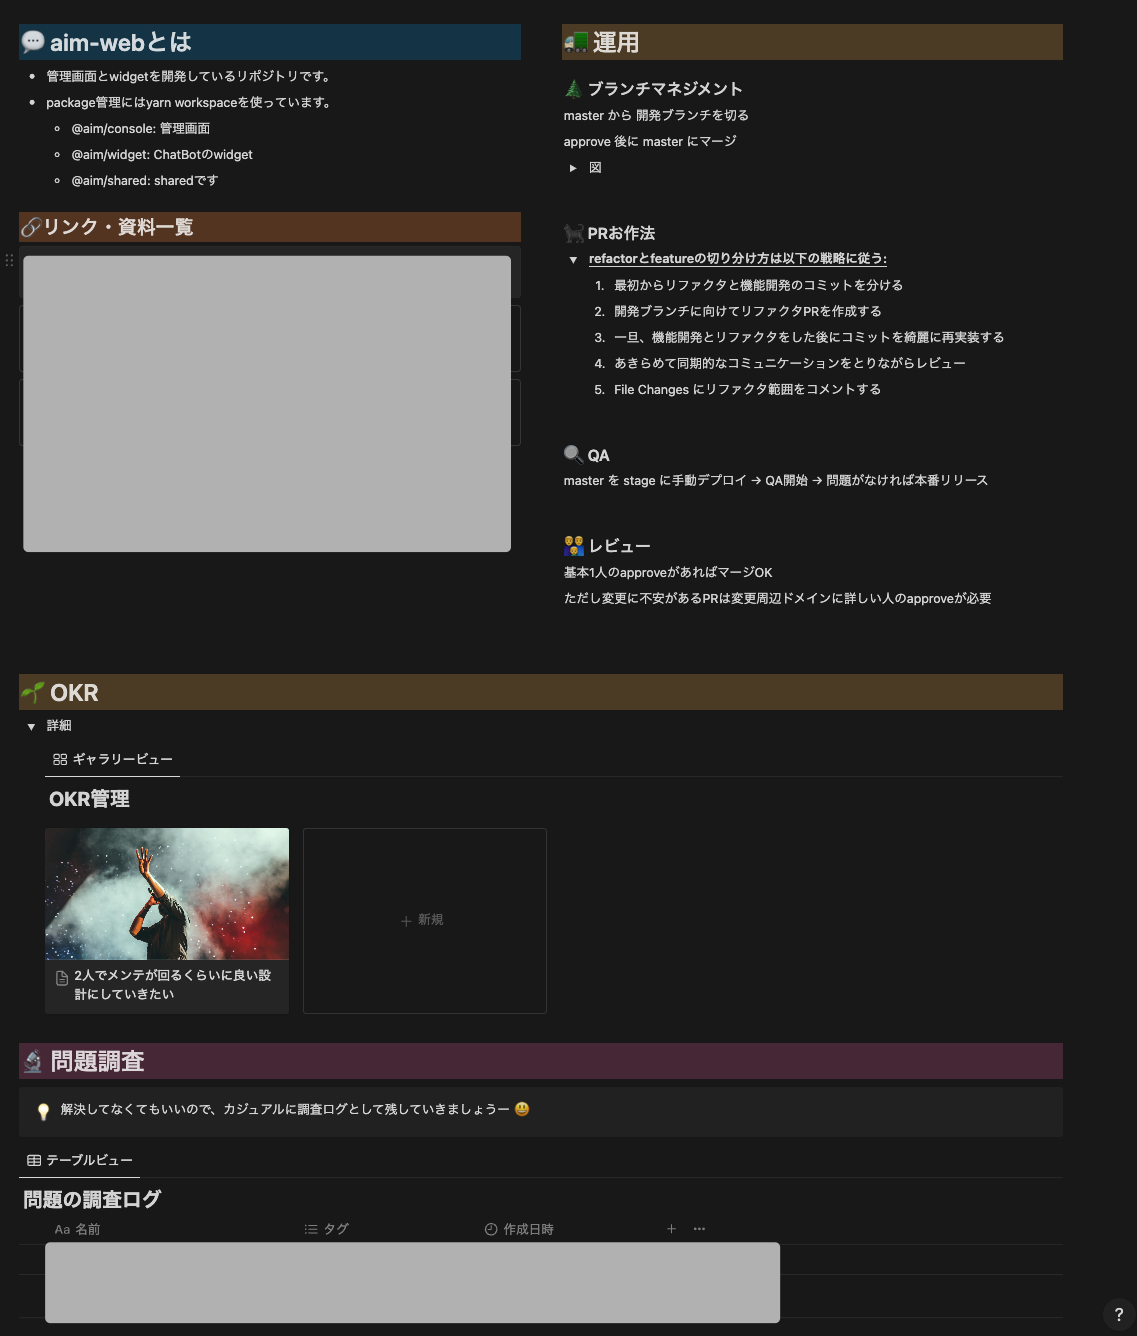 aim-webとは
管理画面とwidgetを開発しているリポジトリです。
package管理にはyarn workspaceを使っています。
@aim/console: 管理画面
@aim/widget: ChatBotのwidget
@aim/shared: sharedです
リンク・資料一覧
運用
ブランチマネジメント
master から 開発ブランチを切る
approve 後に master にマージ
図
PRお作法
refactorとfeatureの切り分け方は以下の戦略に従う:
1. 最初からリファクタと機能開発のコミットを分ける
2. 開発ブランチに向けてリファクタPRを作成する
3. 一旦、機能開発とリファクタをした後にコミットを綺麗に再実装する
4. あきらめて同期的なコミュニケーションをとりながらレビュー
5. File Changes にリファクタ範囲をコメントする
QA
master を stage に手動デプロイ → QA開始 → 問題がなければ本番リリース
レビュー
基本1人のapproveがあればマージOK
ただし変更に不安があるPRは変更周辺ドメインに詳しい人のapproveが必要
OKR
詳細
ギャラリービュー
OKR管理
2人でメンテが回るくらいに良い設
計にしていきたい
+ 新規
問題調査
解決してなくてもいいので、カジュアルに調査ログとして残していきましょうー 😃
テーブルビュー
問題の調査ログ
Aa 名前 タグ 作成日時 + ···
?